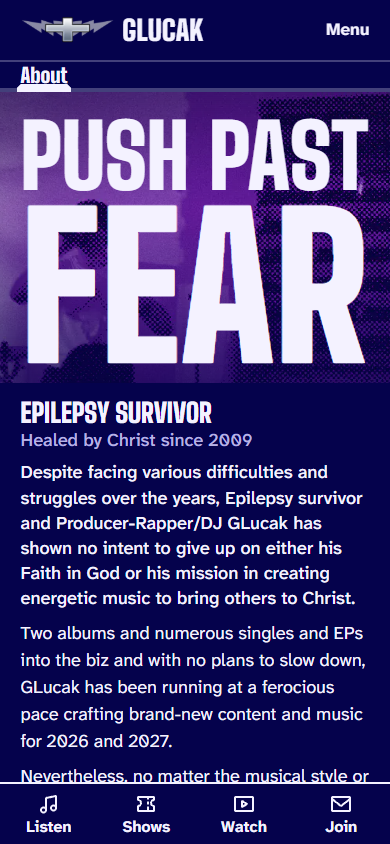 GLUCAK
Menu
About
PUSH PAST
FEAR
EPILEPSY SURVIVOR
Healed by Christ since 2009
Despite facing various difficulties and
struggles over the years, Epilepsy survivor
and Producer-Rapper/DJ GLucak has
shown no intent to give up on either his
Faith in God or his mission in creating
energetic music to bring others to Christ.
Two albums and numerous singles and EPs
into the biz and with no plans to slow down,
GLucak has been running at a ferocious
pace crafting brand-new content and music
for 2026 and 2027.
Nevertheless, no matter the musical style or
Listen
Shows
Watch
Join